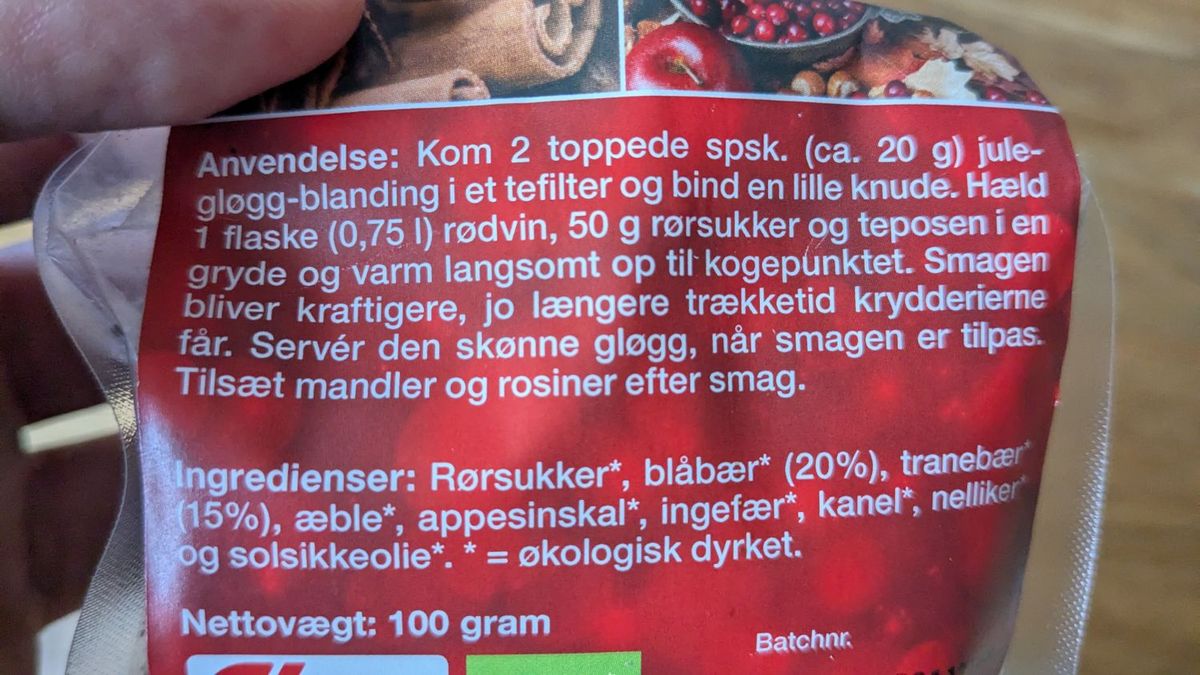 Anvendelse: Kom 2 toppede spsk. (ca. 20 g) jule-
gløgg-blanding i et tefilter og bind en lille knude. Hæld
1 flaske (0,75 l) rødvin, 50 g rørsukker og teposen i en
gryde og varm langsomt op til kogepunktet. Smagen
bliver kraftigere, jo længere trækketid krydderierne
får. Servér den skønne gløgg, når smagen er tilpas.
Tilsæt mandler og rosiner efter smag.
Ingredienser: Rørsukker*, blåbær* (20%), tranebær*
(15%), æble*, appesinskal*, ingefær*, kanel*, nelliker*
og solsikkeolie*. * = økologisk dyrket.
Nettovægt: 100 gram
Batchnr.